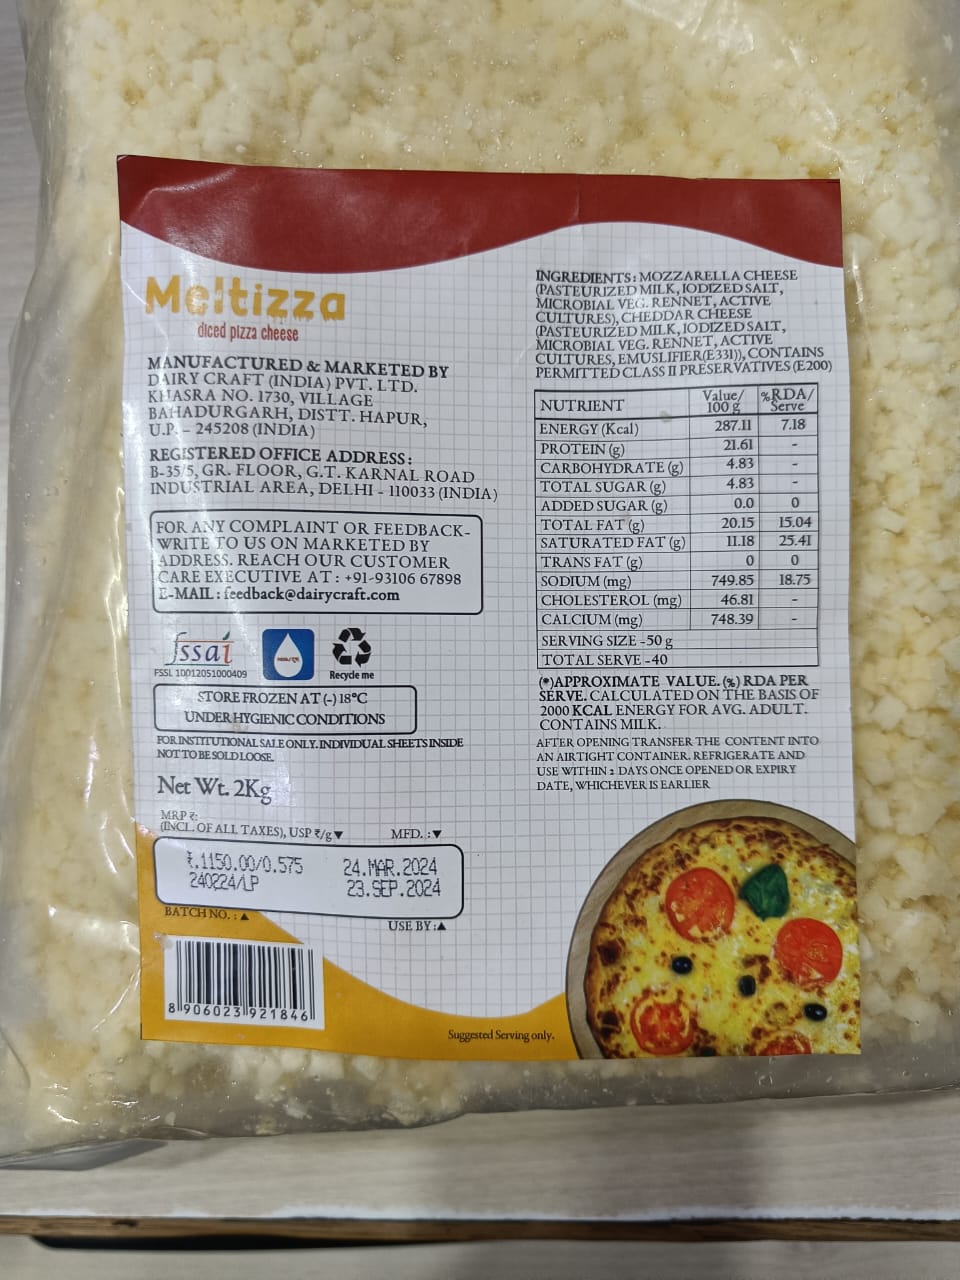 Meltizza
diced pizza cheese
MANUFACTURED & MARKETED BY
DAIRY CRAFT (INDIA) PVT. LTD.
KHASRA NO. 1730, VILLAGE
BAHADURGARH, DISTT. HAPUR,
U.P. - 245208 (INDIA)
REGISTERED OFFICE ADDRESS:
B-35/5, GR. FLOOR, G.T. KARNAL ROAD
INDUSTRIAL AREA, DELHI - 110033 (INDIA)
FOR ANY COMPLAINT OR FEEDBACK-
WRITE TO US ON MARKETED BY
ADDRESS. REACH OUR CUSTOMER
CARE EXECUTIVE AT : +91-93106 67898
E-MAIL : feedback@dairycraft.com
fssai
FSSL 10012051000409
Recycle me
STORE FROZEN AT (-) 18°C
UNDER HYGIENIC CONDITIONS
FOR INSTITUTIONAL SALE ONLY. INDIVIDUAL SHEETS INSIDE
NOT TO BE SOLD LOOSE.
Net Wt. 2Kg
MRP ₹:
(INCL. OF ALL TAXES), USP ₹/g ▼ MFD. :▼
₹.1150.00/0.575 24.MAR.2024
240224/LP 23.SEP.2024
BATCH NO. : ▲ USE BY:▲
8 906023 921846
INGREDIENTS: MOZZARELLA CHEESE
(PASTEURIZED MILK, IODIZED SALT,
MICROBIAL VEG. RENNET, ACTIVE
CULTURES), CHEDDAR CHEESE
(PASTEURIZED MILK, IODIZED SALT,
MICROBIAL VEG. RENNET, ACTIVE
CULTURES, EMUSLIFIER(E331)), CONTAINS
PERMITTED CLASS II PRESERVATIVES (E200)
NUTRIENT Value/ 100 g %RDA/ Serve
ENERGY (Kcal) 287.11 7.18
PROTEIN (g) 21.61 -
CARBOHYDRATE (g) 4.83 -
TOTAL SUGAR (g) 4.83 -
ADDED SUGAR (g) 0.0 0
TOTAL FAT (g) 20.15 15.04
SATURATED FAT (g) 11.18 25.41
TRANS FAT (g) 0 0
SODIUM (mg) 749.85 18.75
CHOLESTEROL (mg) 46.81 -
CALCIUM (mg) 748.39 -
SERVING SIZE -50 g
TOTAL SERVE -40
(*)APPROXIMATE VALUE. (%) RDA PER
SERVE. CALCULATED ON THE BASIS OF
2000 KCAL ENERGY FOR AVG. ADULT.
CONTAINS MILK.
AFTER OPENING TRANSFER THE CONTENT INTO
AN AIRTIGHT CONTAINER. REFRIGERATE AND
USE WITHIN 2 DAYS ONCE OPENED OR EXPIRY
DATE, WHICHEVER IS EARLIER
Suggested Serving only.